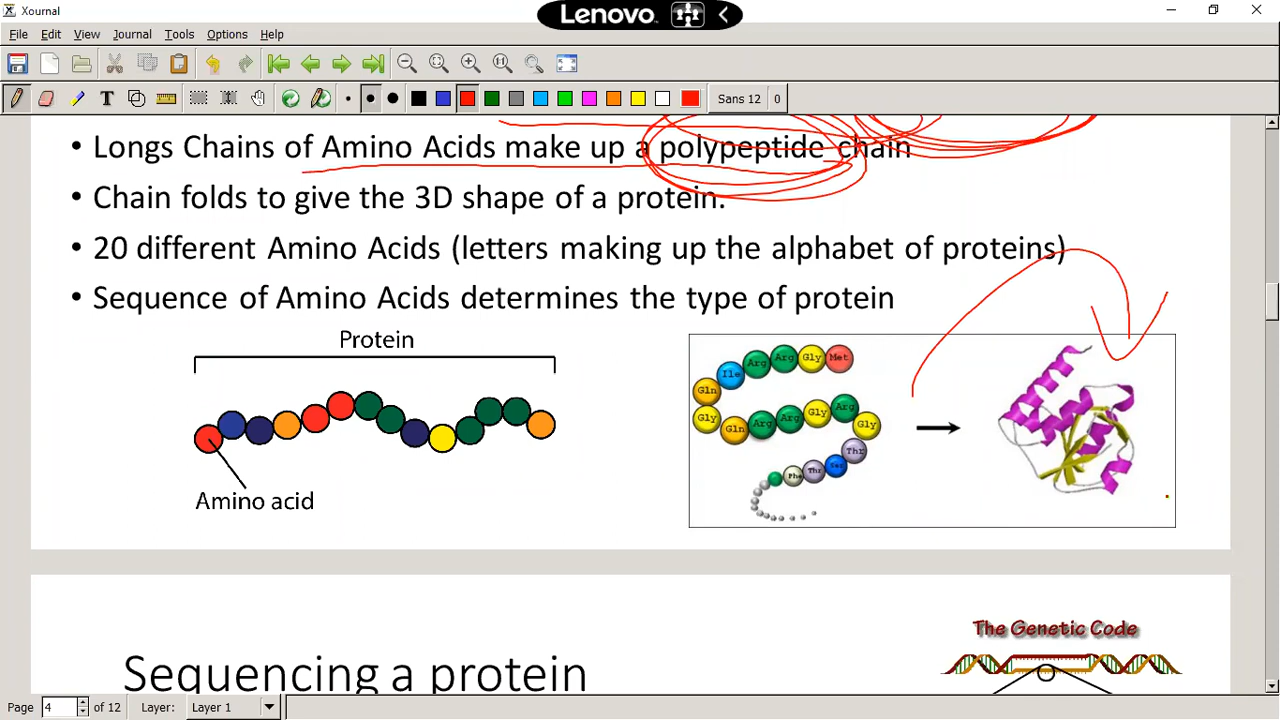 Xournal
Lenovo
File Edit View Journal Tools Options Help
Sans 12 0
• Longs Chains of Amino Acids make up a polypeptide chain
• Chain folds to give the 3D shape of a protein.
• 20 different Amino Acids (letters making up the alphabet of proteins)
• Sequence of Amino Acids determines the type of protein
Protein
Amino acid
Met
Gly
Arg
Arg
Ile
Gln
Gly
Gln
Arg
Arg
Gly
Arg
Gly
Thr
Ser
Thr
Phe
The Genetic Code
Sequencing a protein
Page 4 of 12 Layer: Layer 1